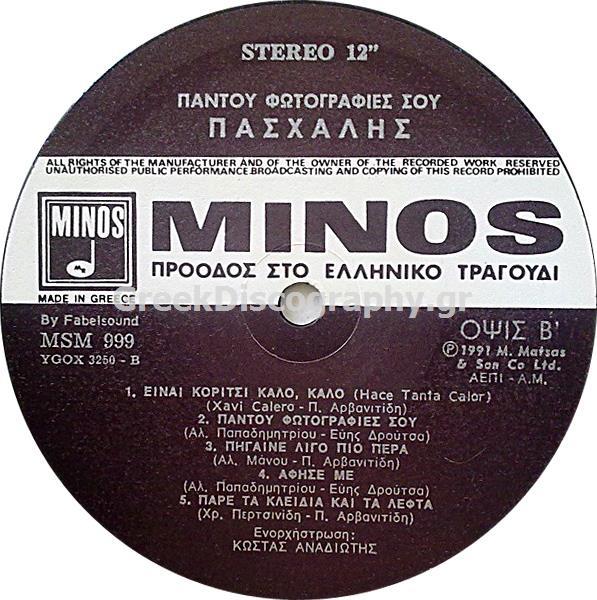 STEREO 12"
ΠΑΝΤΟΥ ΦΩΤΟΓΡΑΦΙΕΣ ΣΟΥ
ΠΑΣΧΑΛΗΣ
ALL RIGHTS OF THE MANUFACTURER AND OF THE OWNER OF THE RECORDED WORK RESERVED
UNAUTHORISED PUBLIC PERFORMANCE.BROADCASTING AND COPYING OF THIS RECORD PROHIBITED
MINOS
MINOS
ΠΡΟΟΔΟΣ ΣΤΟ ΕΛΛΗΝΙΚΟ ΤΡΑΓΟΥΔΙ
MADE IN GREECE
GreekDiscography.gr
By Fabelsound
MSM 999
YGOX 3250 - B
ΟΨΙΣ Β'
Ⓟ 1991 M. Matsas
& Son Co Ltd.
ΑΕΠΙ - Α.Μ.
1. ΕΙΝΑΙ ΚΟΡΙΤΣΙ ΚΑΛΟ, ΚΑΛΟ (Hace Tanta Calor)
(Xavi Calero - Π. Αρβανιτίδη)
2. ΠΑΝΤΟΥ ΦΩΤΟΓΡΑΦΙΕΣ ΣΟΥ
(Αλ. Παπαδημητρίου - Εύης Δρούτσα)
3. ΠΗΓΑΙΝΕ ΛΙΓΟ ΠΙΟ ΠΕΡΑ
(Αλ. Μάνου - Π. Αρβανιτίδη)
4. ΑΦΗΣΕ ΜΕ
(Αλ. Παπαδημητρίου - Εύης Δρούτσα)
5. ΠΑΡΕ ΤΑ ΚΛΕΙΔΙΑ ΚΑΙ ΤΑ ΛΕΦΤΑ
(Χρ. Περτσινίδη - Π. Αρβανιτίδη)
Ενορχήστρωση:
ΚΩΣΤΑΣ ΑΝΑΔΙΩΤΗΣ